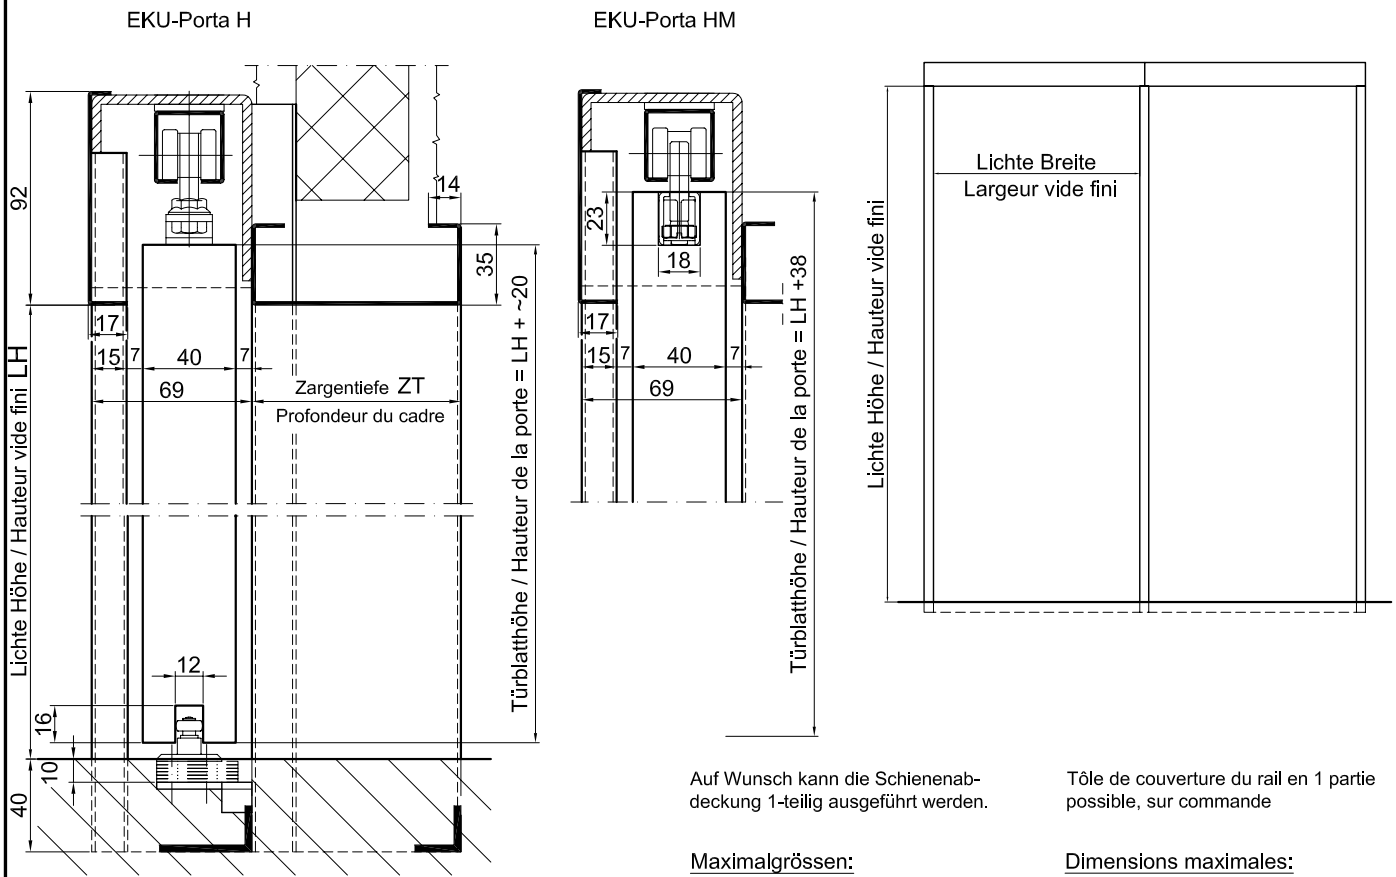 EKU-Porta H
EKU-Porta HM
92
14
35
17
15
7
40
7
69
Zargentiefe ZT
Profondeur du cadre
Lichte Höhe / Hauteur vide fini LH
Türblatthöhe / Hauteur de la porte = LH + ~20
12
16
10
40
23
18
17
15
7
40
7
69
Türblatthöhe / Hauteur de la porte = LH +38
Lichte Breite
Largeur vide fini
Lichte Höhe / Hauteur vide fini
Auf Wunsch kann die Schienenab-
deckung 1-teilig ausgeführt werden.
Tôle de couverture du rail en 1 partie
possible, sur commande
Maximalgrössen:
Dimensions maximales: